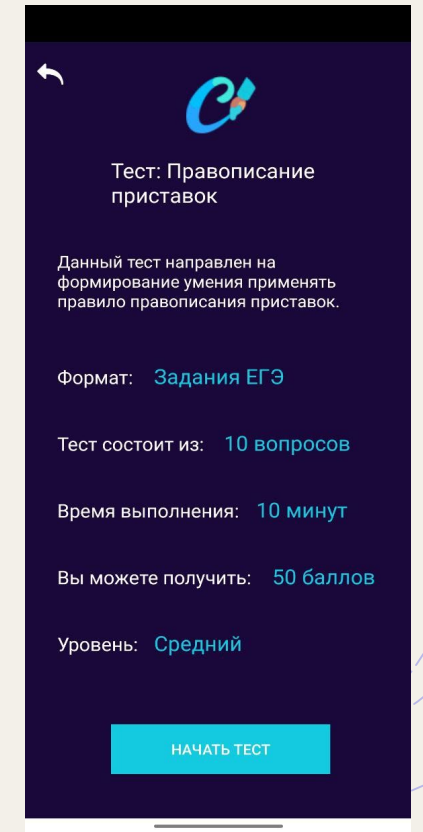 Тест: Правописание
приставок
Данный тест направлен на
формирование умения применять
правило правописания приставок.
Формат: Задания ЕГЭ
Тест состоит из: 10 вопросов
Время выполнения: 10 минут
Вы можете получить: 50 баллов
Уровень: Средний
НАЧАТЬ ТЕСТ